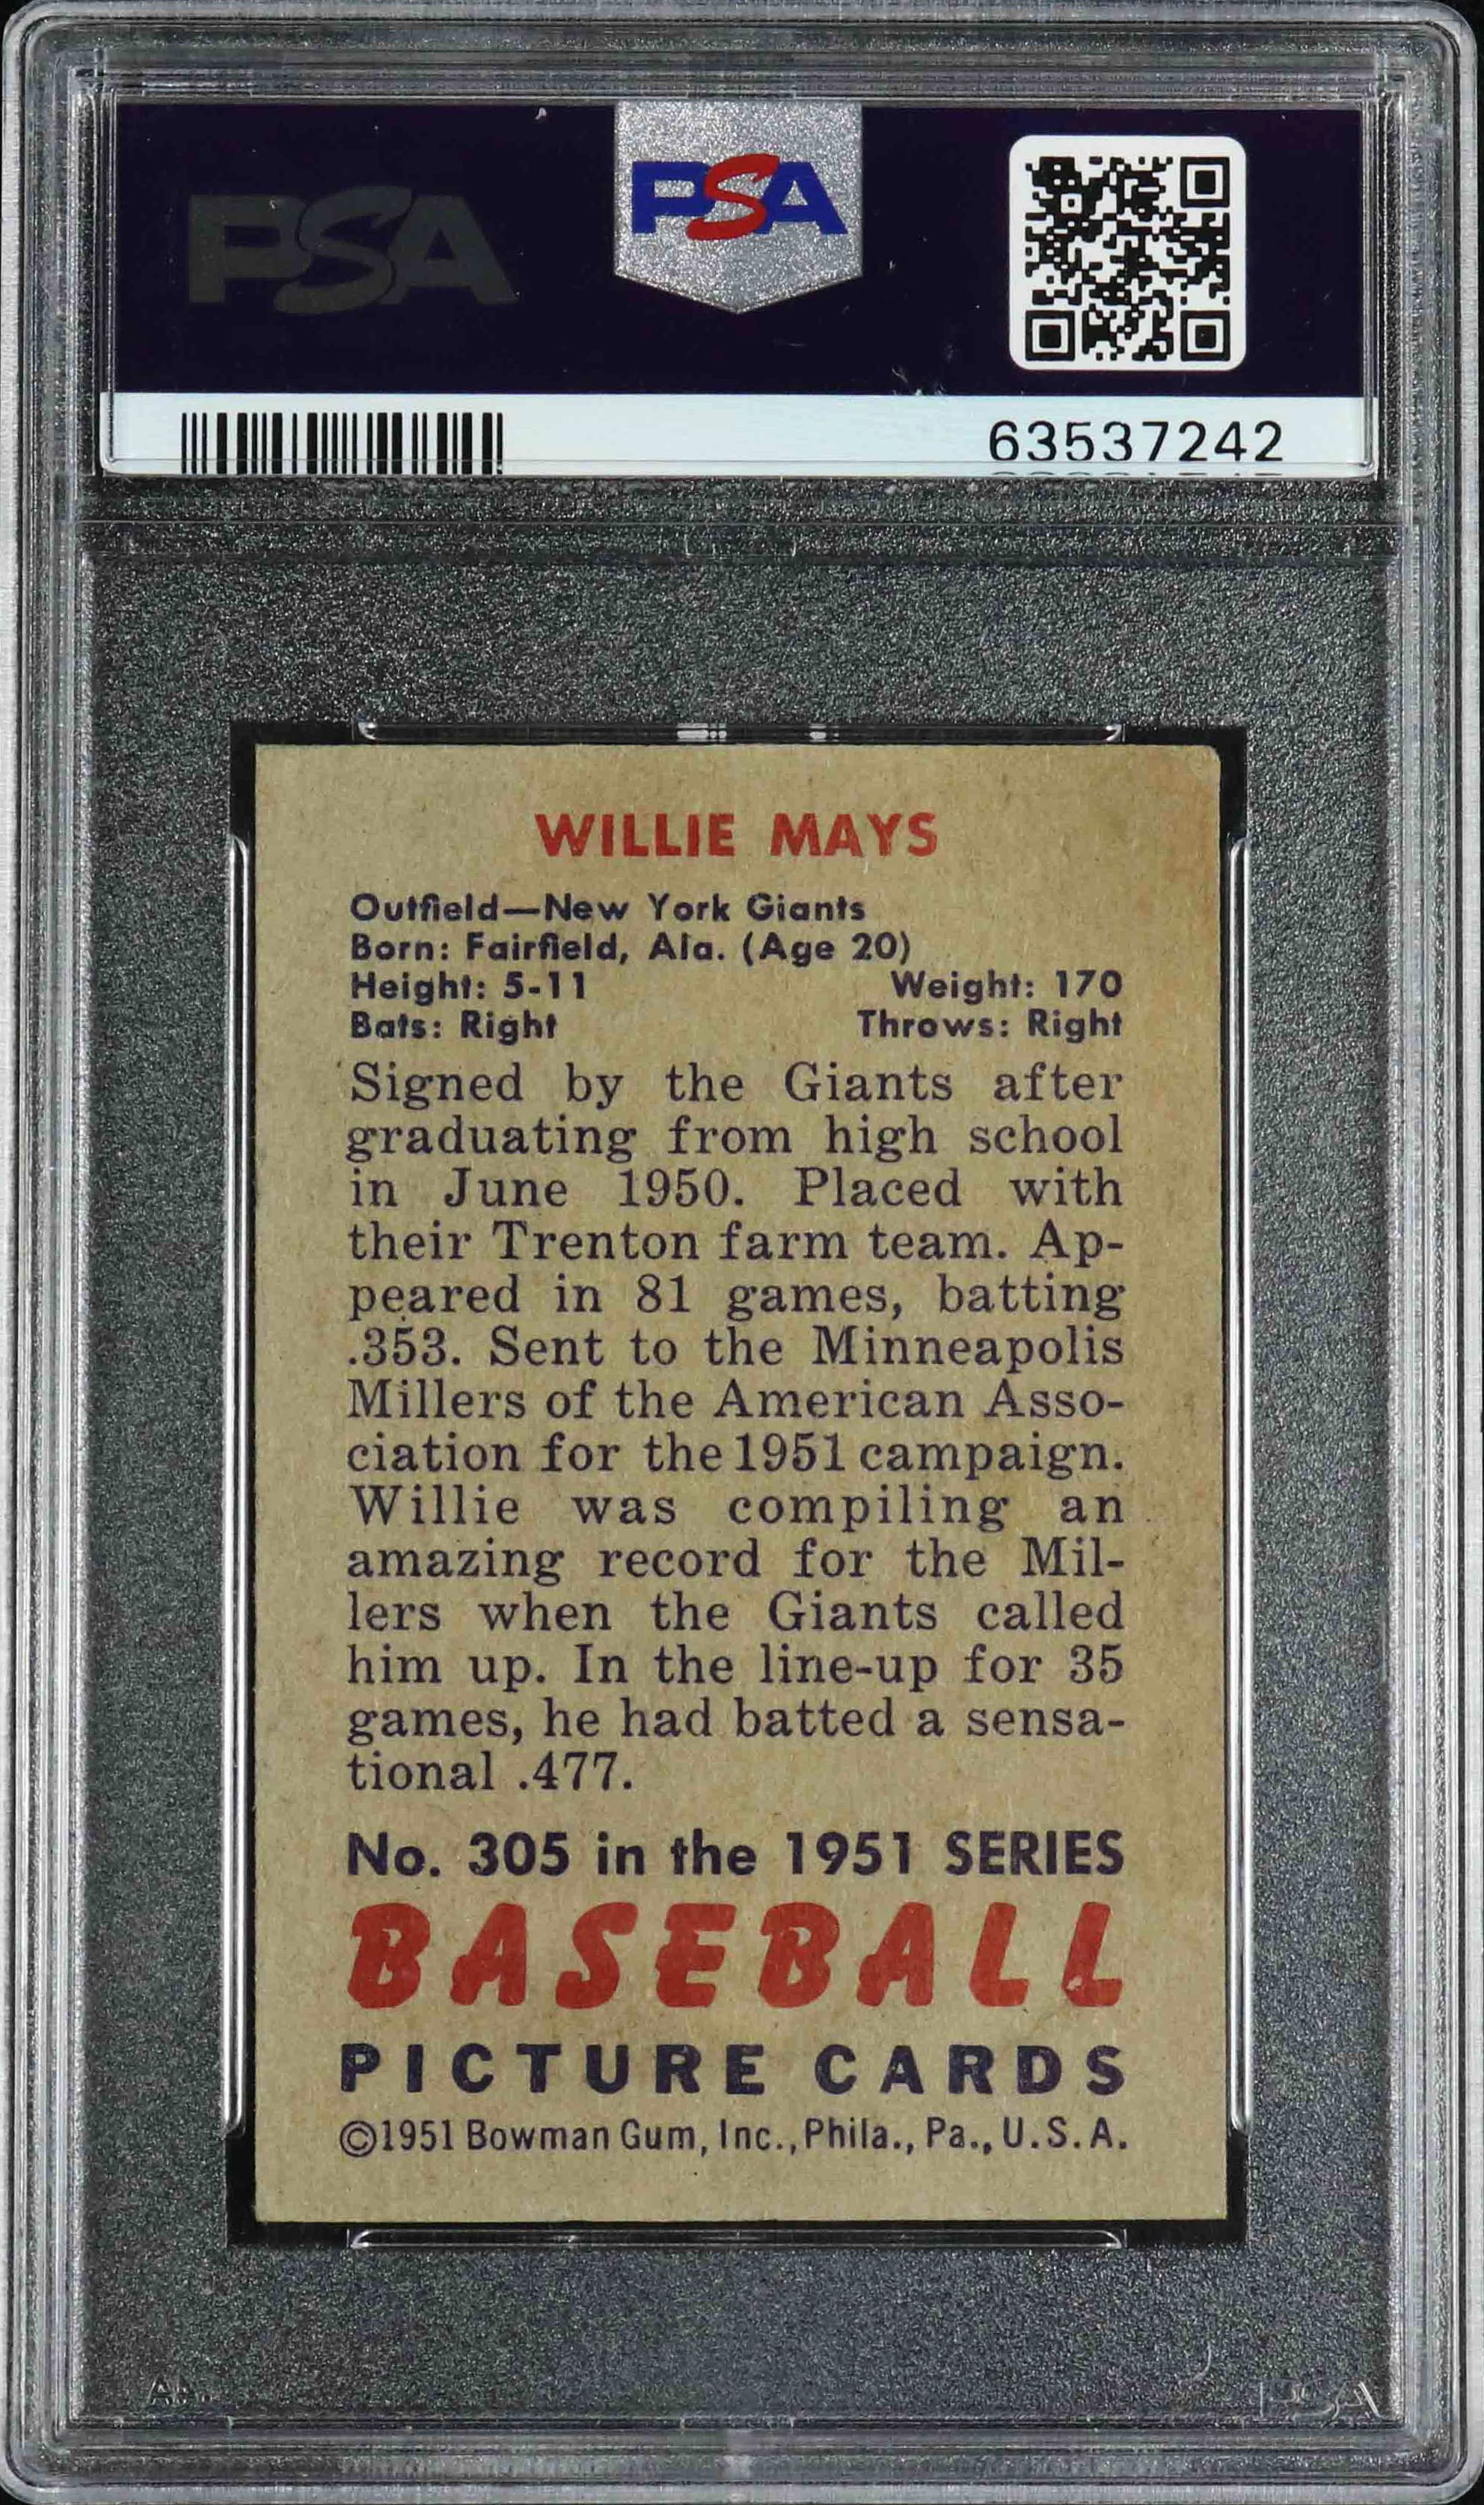 PSA
PSA
63537242
WILLIE MAYS
Outfield—New York Giants
Born: Fairfield, Ala. (Age 20)
Height: 5-11 Weight: 170
Bats: Right Throws: Right
Signed by the Giants after
graduating from high school
in June 1950. Placed with
their Trenton farm team. Ap-
peared in 81 games, batting
.353. Sent to the Minneapolis
Millers of the American Asso-
ciation for the 1951 campaign.
Willie was compiling an
amazing record for the Mil-
lers when the Giants called
him up. In the line-up for 35
games, he had batted a sensa-
tional .477.
No. 305 in the 1951 SERIES
BASEBALL
PICTURE CARDS
©1951 Bowman Gum, Inc., Phila., Pa., U.S.A.